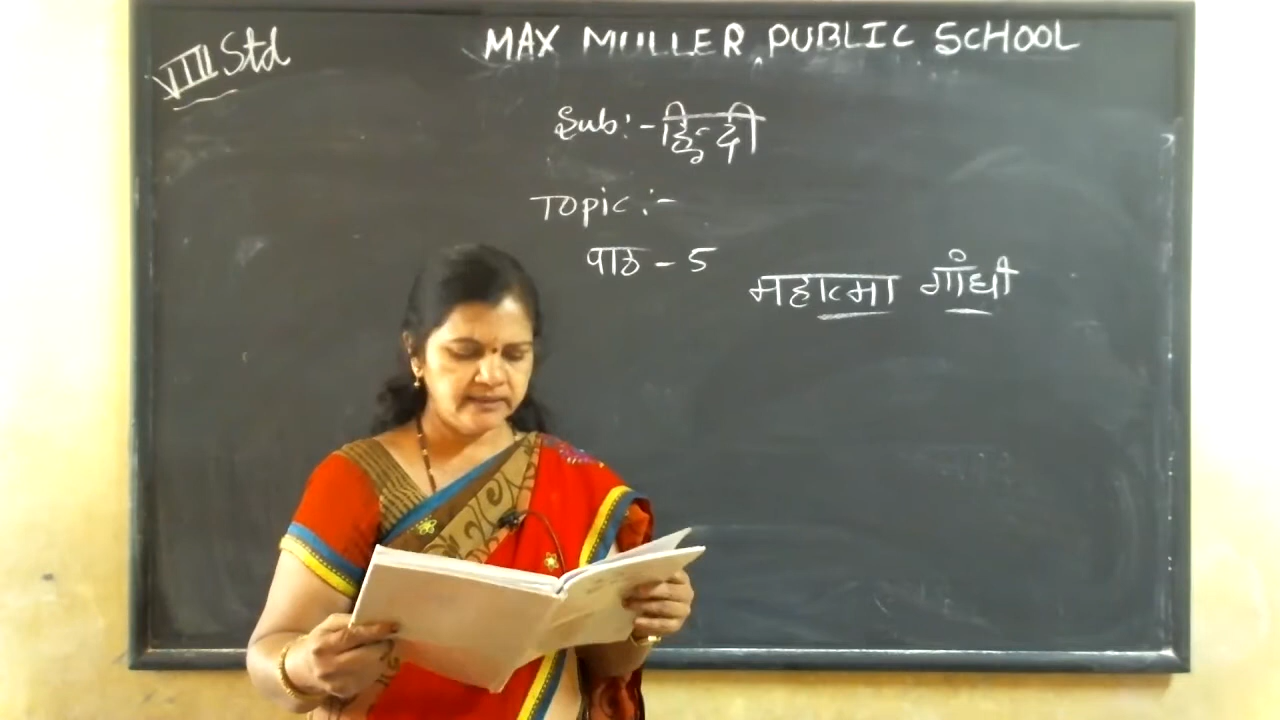 VIII Std
MAX MULLER PUBLIC SCHOOL
Sub:- हिन्दी
Topic:-
पाठ - 5
महात्मा गांधी